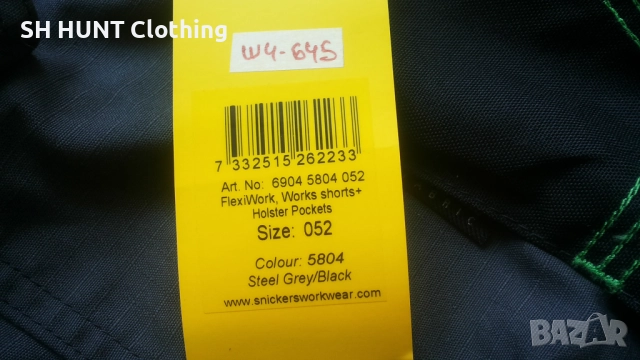 SH HUNT Clothing
W4-645
7 332515 262233
Art. No: 6904 5804 052
FlexiWork, Works shorts+
Holster Pockets
Size: 052
Colour: 5804
Steel Grey/Black
www.snickersworkwear.com
BAZAR